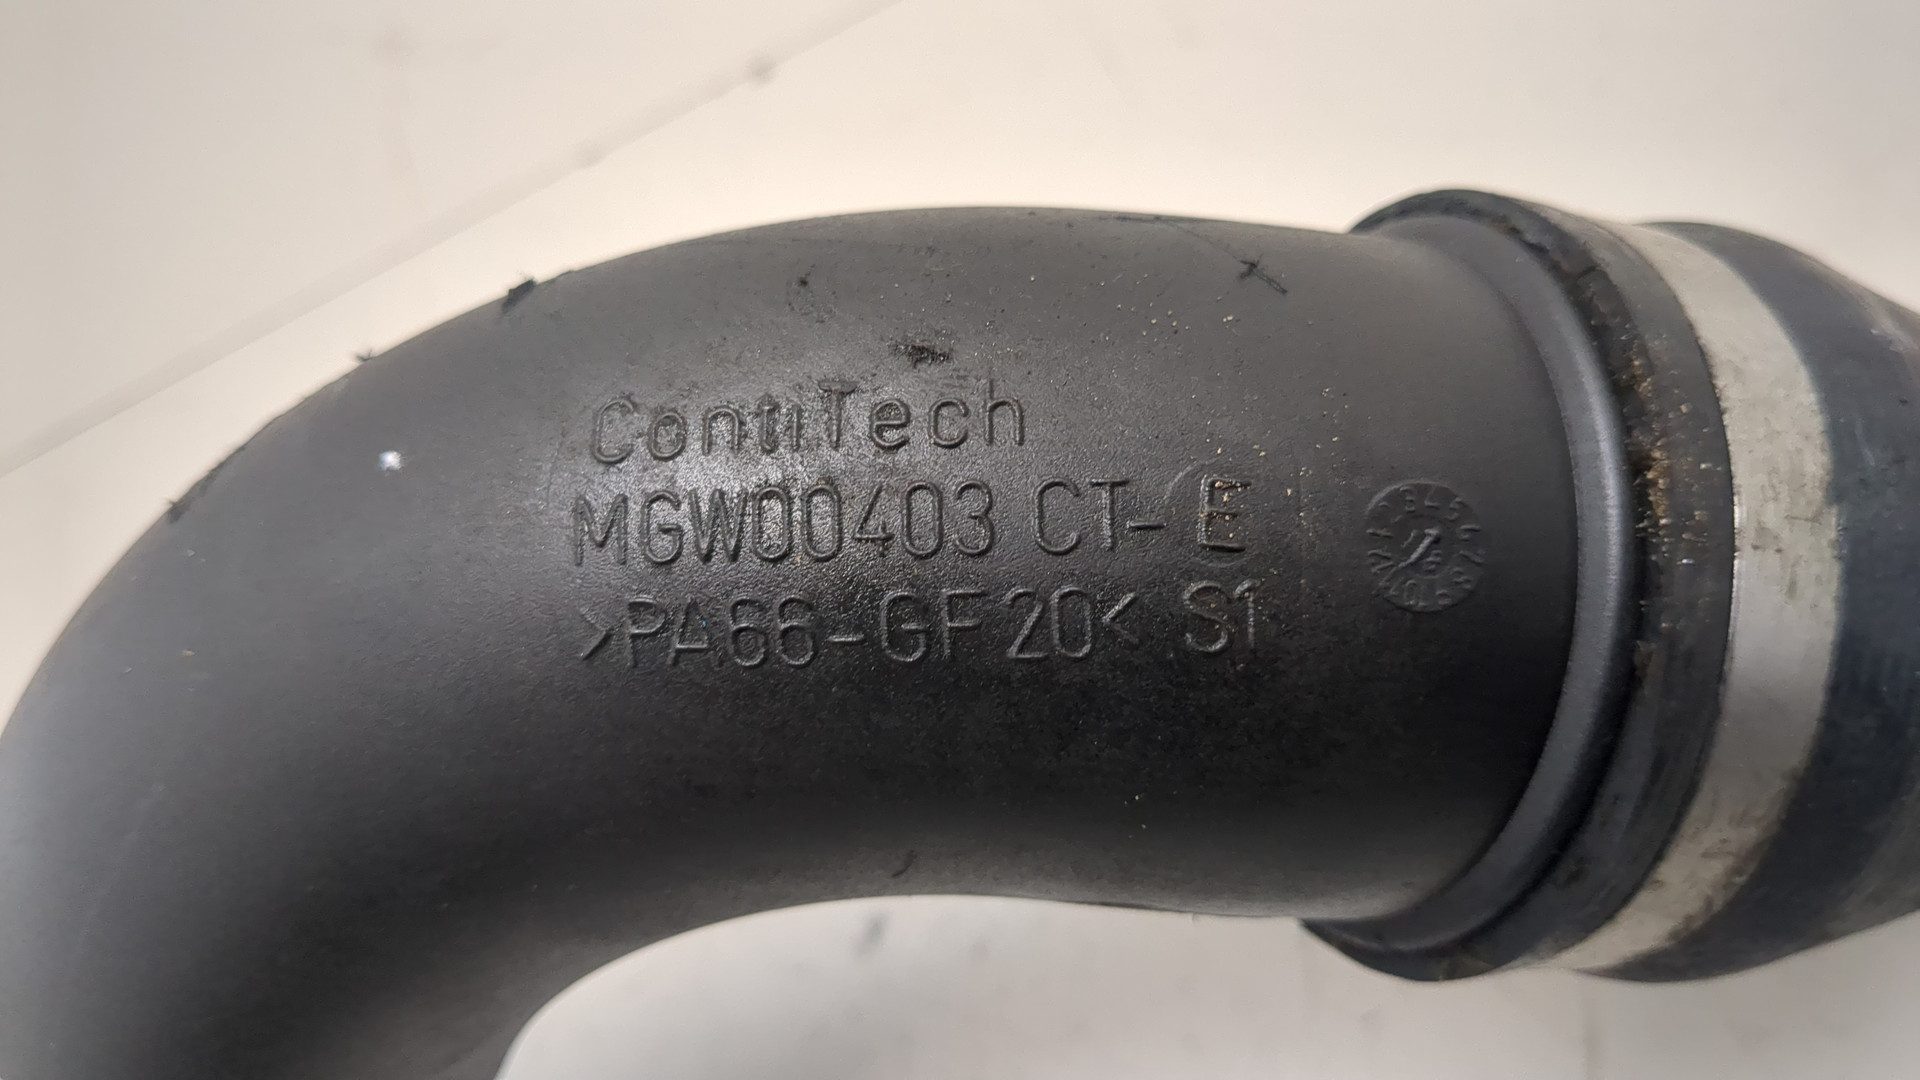 ContiTech
MGW00403 CT-E
>PA66-GF20< S1